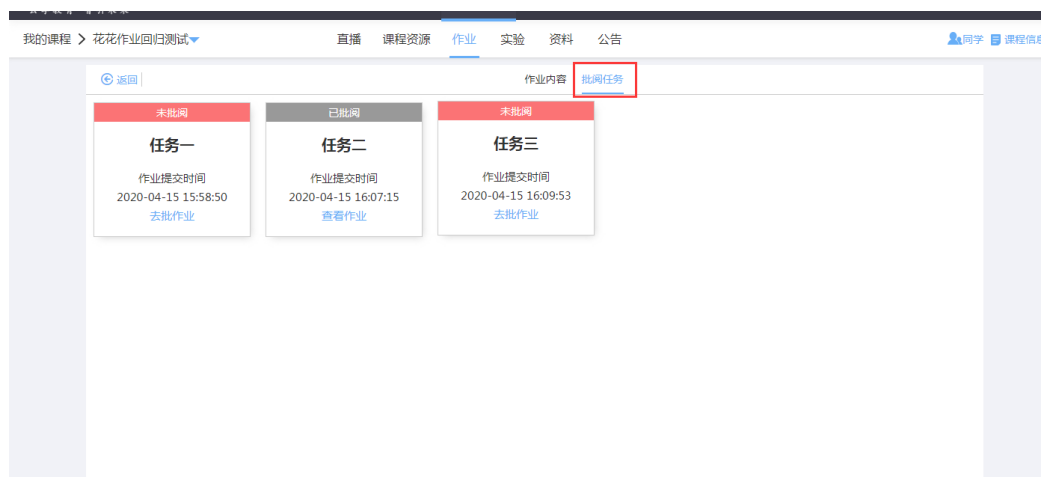 我的课程 > 花花作业回归测试 直播 课程资源 作业 实验 资料 公告 同学 课程信息
返回 作业内容 批阅任务
未批阅 已批阅 未批阅
任务一 任务二 任务三
作业提交时间 作业提交时间 作业提交时间
2020-04-15 15:58:50 2020-04-15 16:07:15 2020-04-15 16:09:53
去批作业 查看作业 去批作业